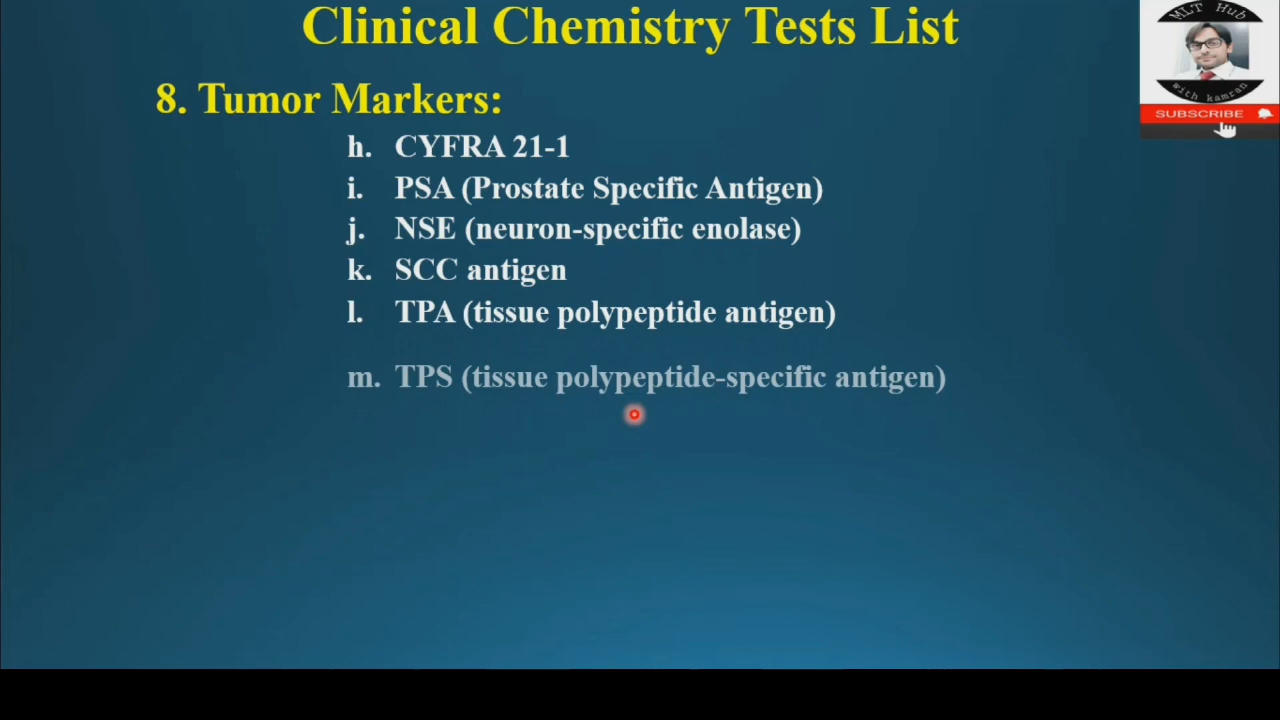 Clinical Chemistry Tests List
MLT Hub
with kamran
SUBSCRIBE
8. Tumor Markers:
h. CYFRA 21-1
i. PSA (Prostate Specific Antigen)
j. NSE (neuron-specific enolase)
k. SCC antigen
l. TPA (tissue polypeptide antigen)
m. TPS (tissue polypeptide-specific antigen)